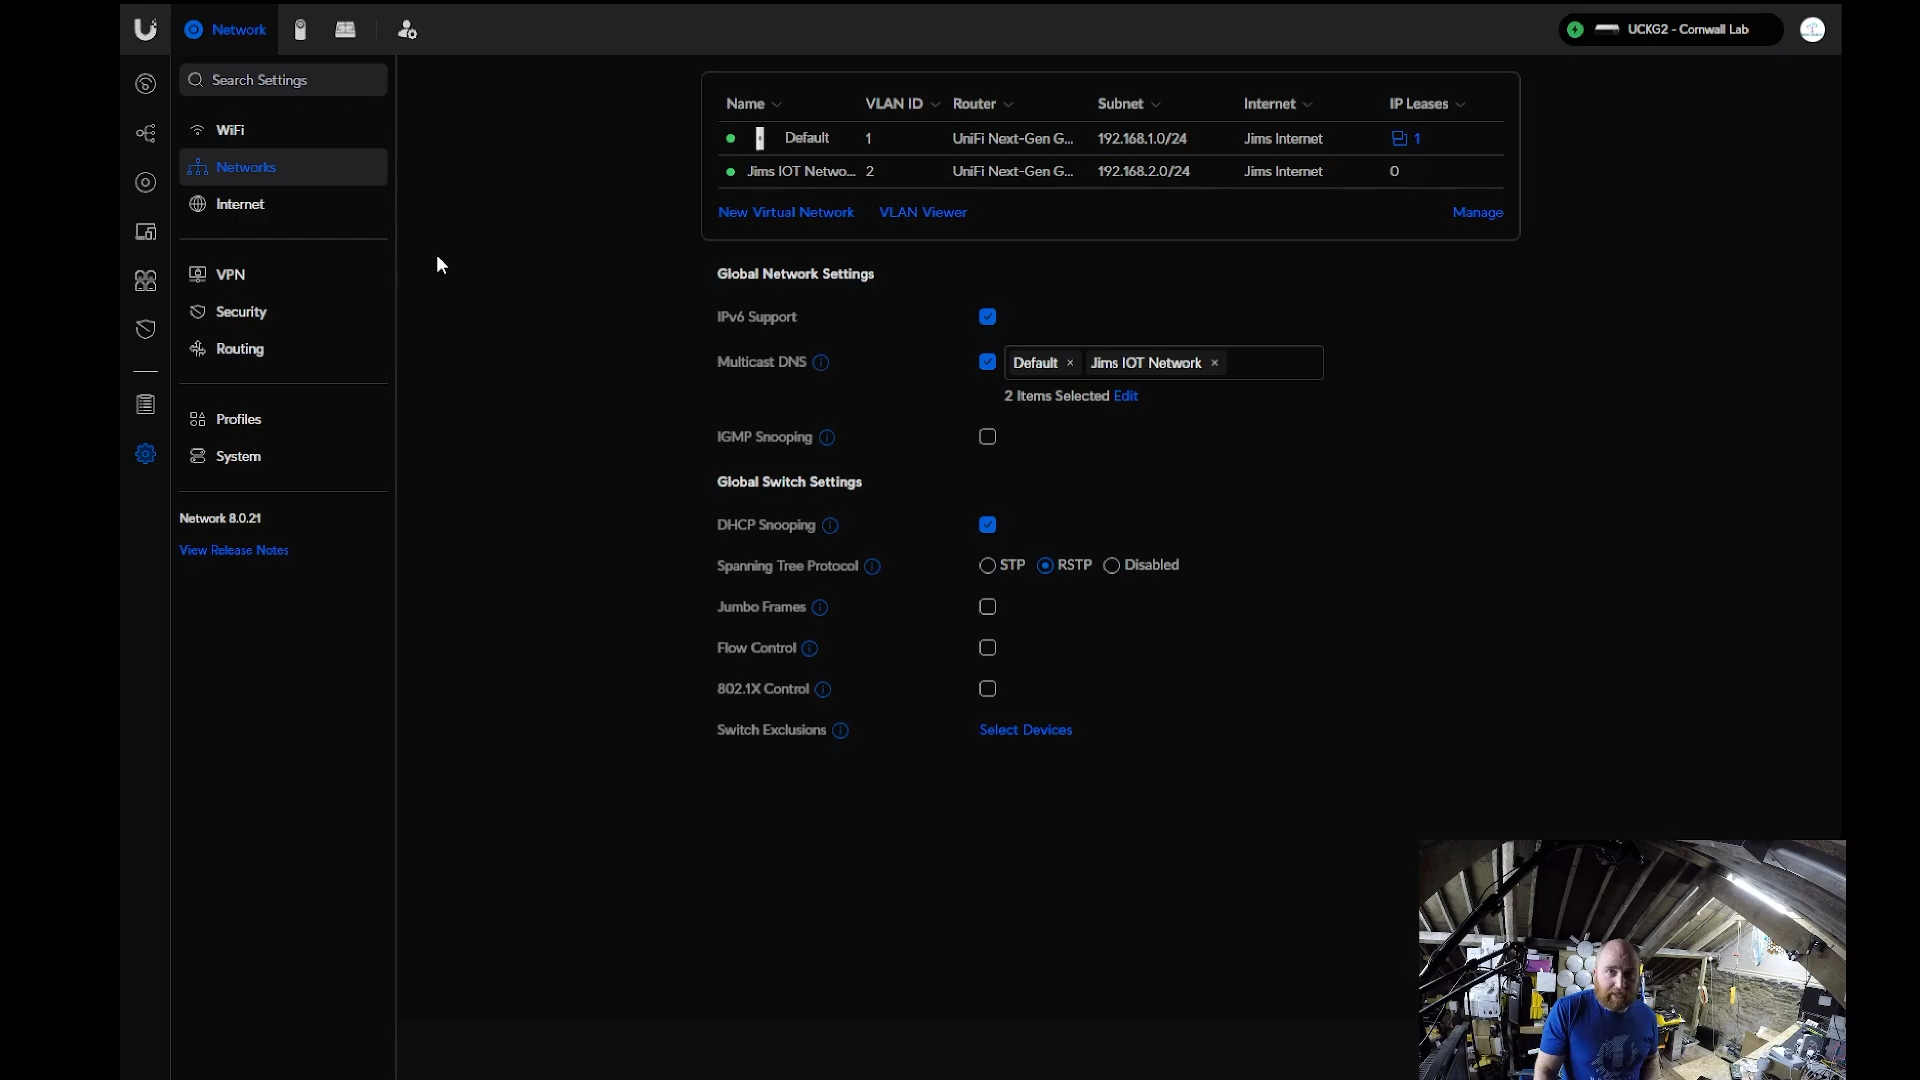 Network
UCKG2 - Cornwall Lab
Search Settings
WiFi
Networks
Internet
VPN
Security
Routing
Profiles
System
Network 8.0.21
View Release Notes
Name VLAN ID Router Subnet Internet IP Leases
Default 1 UniFi Next-Gen G... 192.168.1.0/24 Jims Internet 1
Jims IOT Netwo... 2 UniFi Next-Gen G... 192.168.2.0/24 Jims Internet 0
New Virtual Network VLAN Viewer Manage
Global Network Settings
IPv6 Support
Multicast DNS Default × Jims IOT Network ×
2 Items Selected Edit
IGMP Snooping
Global Switch Settings
DHCP Snooping
Spanning Tree Protocol STP RSTP Disabled
Jumbo Frames
Flow Control
802.1X Control
Switch Exclusions Select Devices